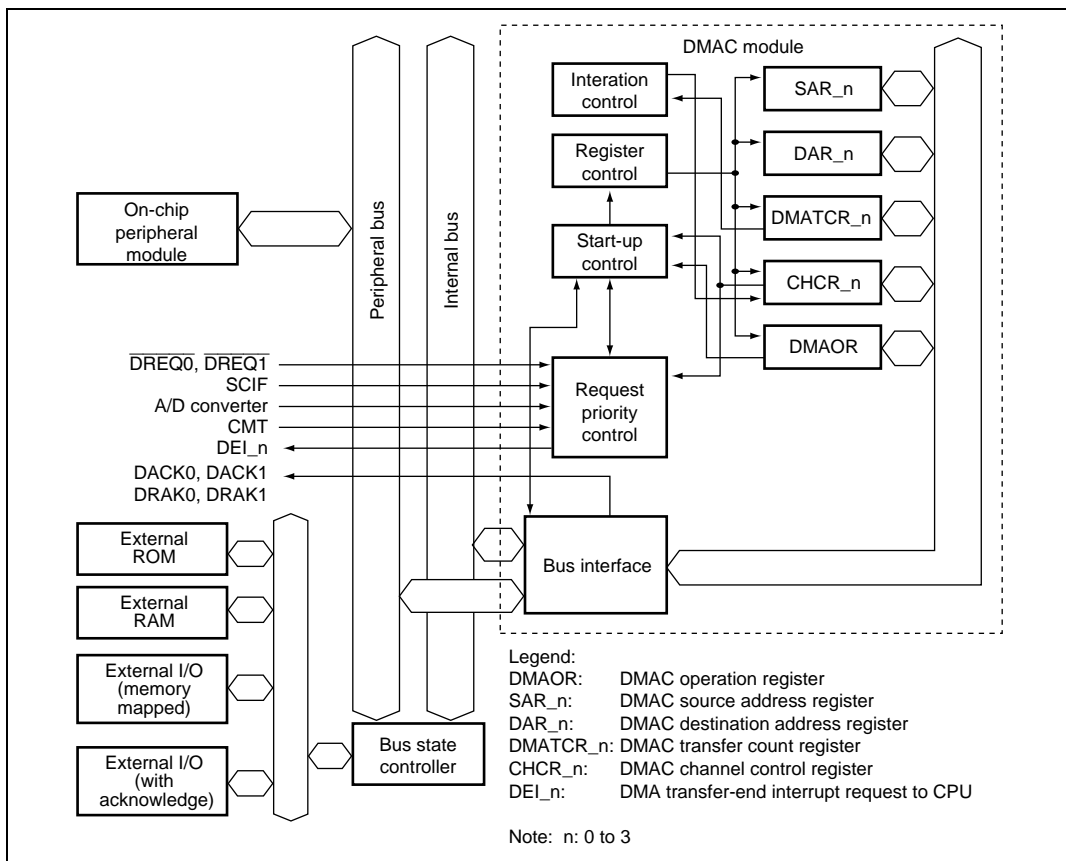 DMAC module
Interation
control
SAR_n
Register
control
DAR_n
On-chip
peripheral
module
Peripheral bus
Internal bus
Start-up
control
DMATCR_n
CHCR_n
DMAOR
DREQ0, DREQ1
SCIF
A/D converter
CMT
DEI_n
Request
priority
control
DACK0, DACK1
DRAK0, DRAK1
External
ROM
Bus interface
External
RAM
External I/O
(memory
mapped)
External I/O
(with
acknowledge)
Bus state
controller
Legend:
DMAOR: DMAC operation register
SAR_n: DMAC source address register
DAR_n: DMAC destination address register
DMATCR_n: DMAC transfer count register
CHCR_n: DMAC channel control register
DEI_n: DMA transfer-end interrupt request to CPU
Note: n: 0 to 3